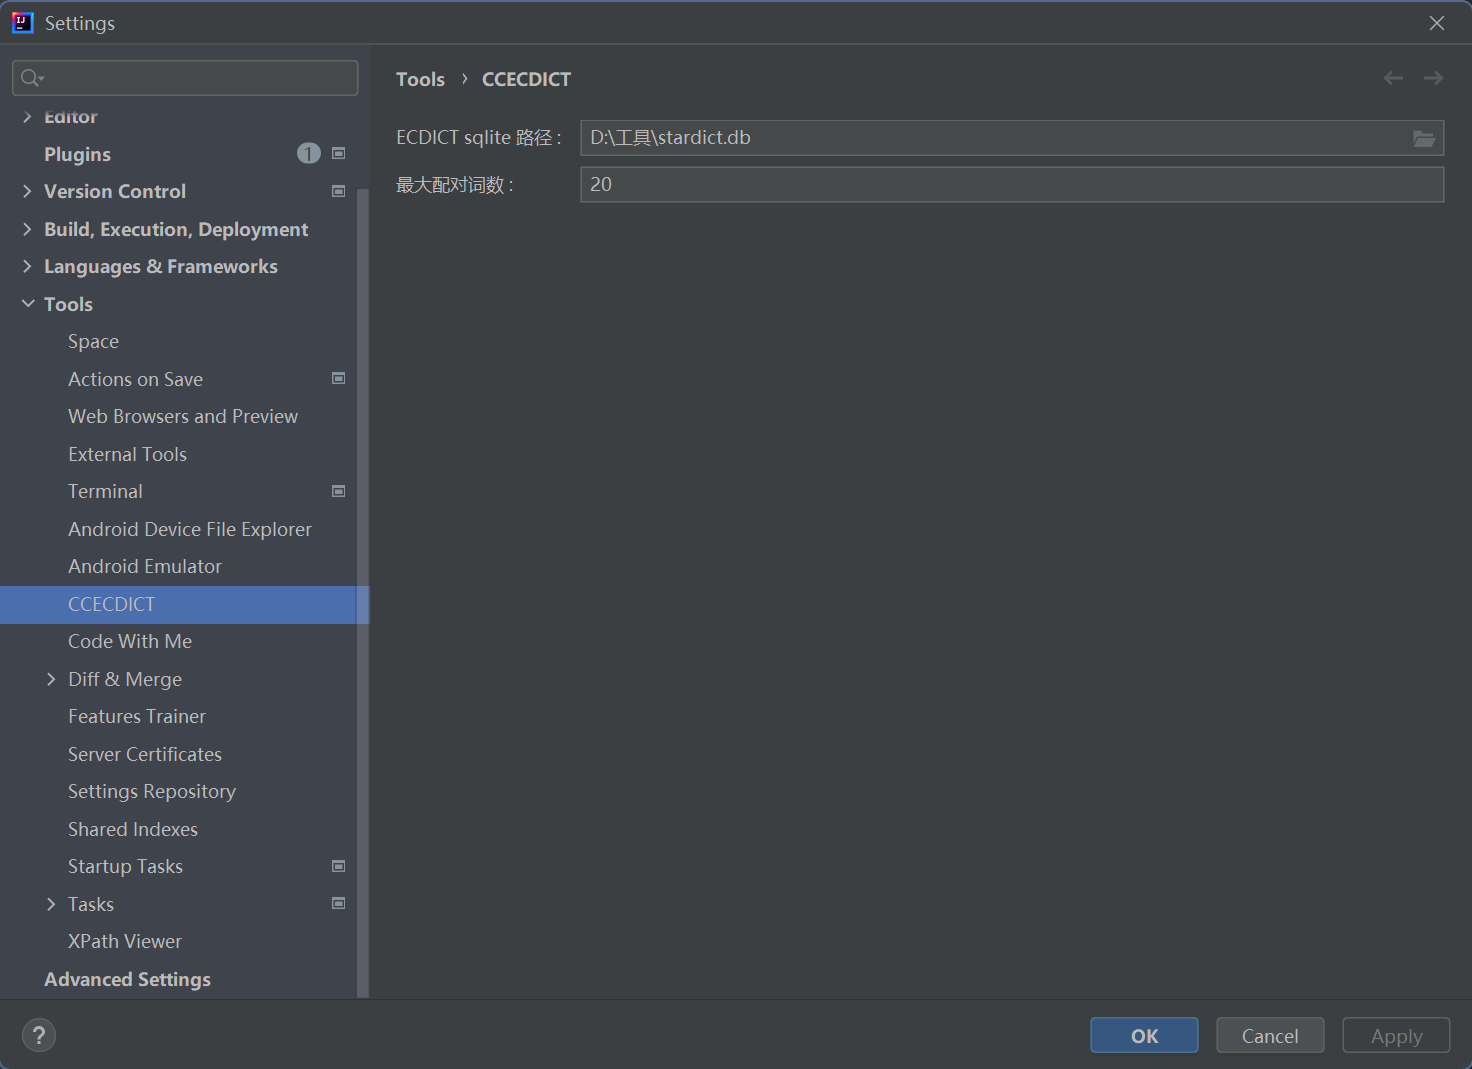 Settings
Editor
Plugins 1
Version Control
Build, Execution, Deployment
Languages & Frameworks
Tools
Space
Actions on Save
Web Browsers and Preview
External Tools
Terminal
Android Device File Explorer
Android Emulator
CCECDICT
Code With Me
Diff & Merge
Features Trainer
Server Certificates
Settings Repository
Shared Indexes
Startup Tasks
Tasks
XPath Viewer
Advanced Settings
Tools › CCECDICT
ECDICT sqlite 路径 : D:\工具\stardict.db
最大配对词数 : 20
? OK Cancel Apply